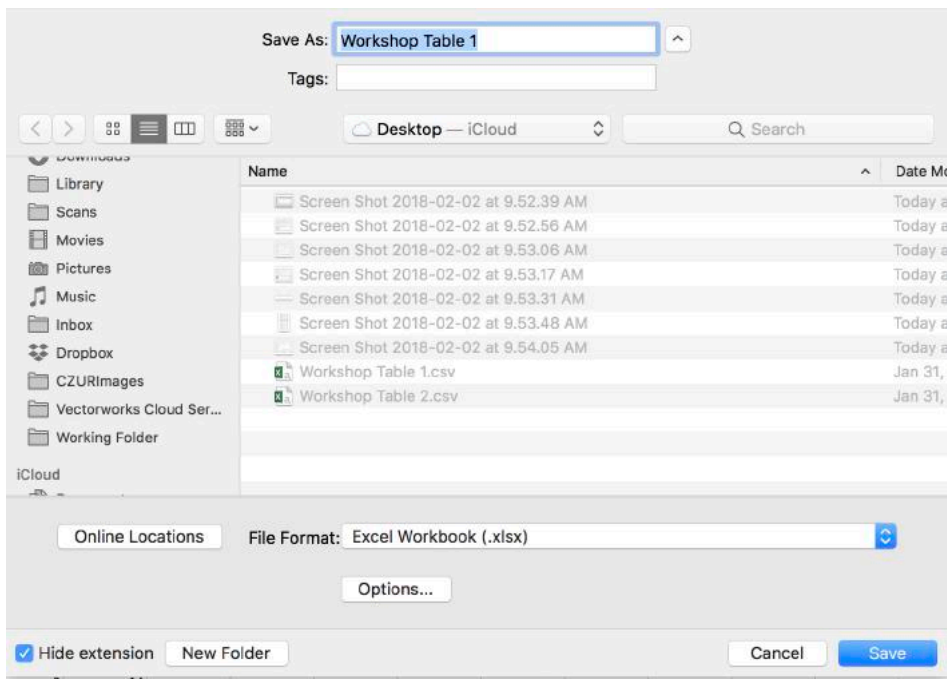 Save As: Workshop Table 1
Tags:
Desktop — iCloud
Search
Downloads
Library
Scans
Movies
Pictures
Music
Inbox
Dropbox
CZURImages
Vectorworks Cloud Ser...
Working Folder
iCloud
Name Date Mo
Screen Shot 2018-02-02 at 9.52.39 AM Today a
Screen Shot 2018-02-02 at 9.52.56 AM Today a
Screen Shot 2018-02-02 at 9.53.06 AM Today a
Screen Shot 2018-02-02 at 9.53.17 AM Today a
Screen Shot 2018-02-02 at 9.53.31 AM Today a
Screen Shot 2018-02-02 at 9.53.48 AM Today a
Screen Shot 2018-02-02 at 9.54.05 AM Today a
Workshop Table 1.csv Jan 31,
Workshop Table 2.csv Jan 31,
Online Locations File Format: Excel Workbook (.xlsx)
Options...
Hide extension New Folder Cancel Save